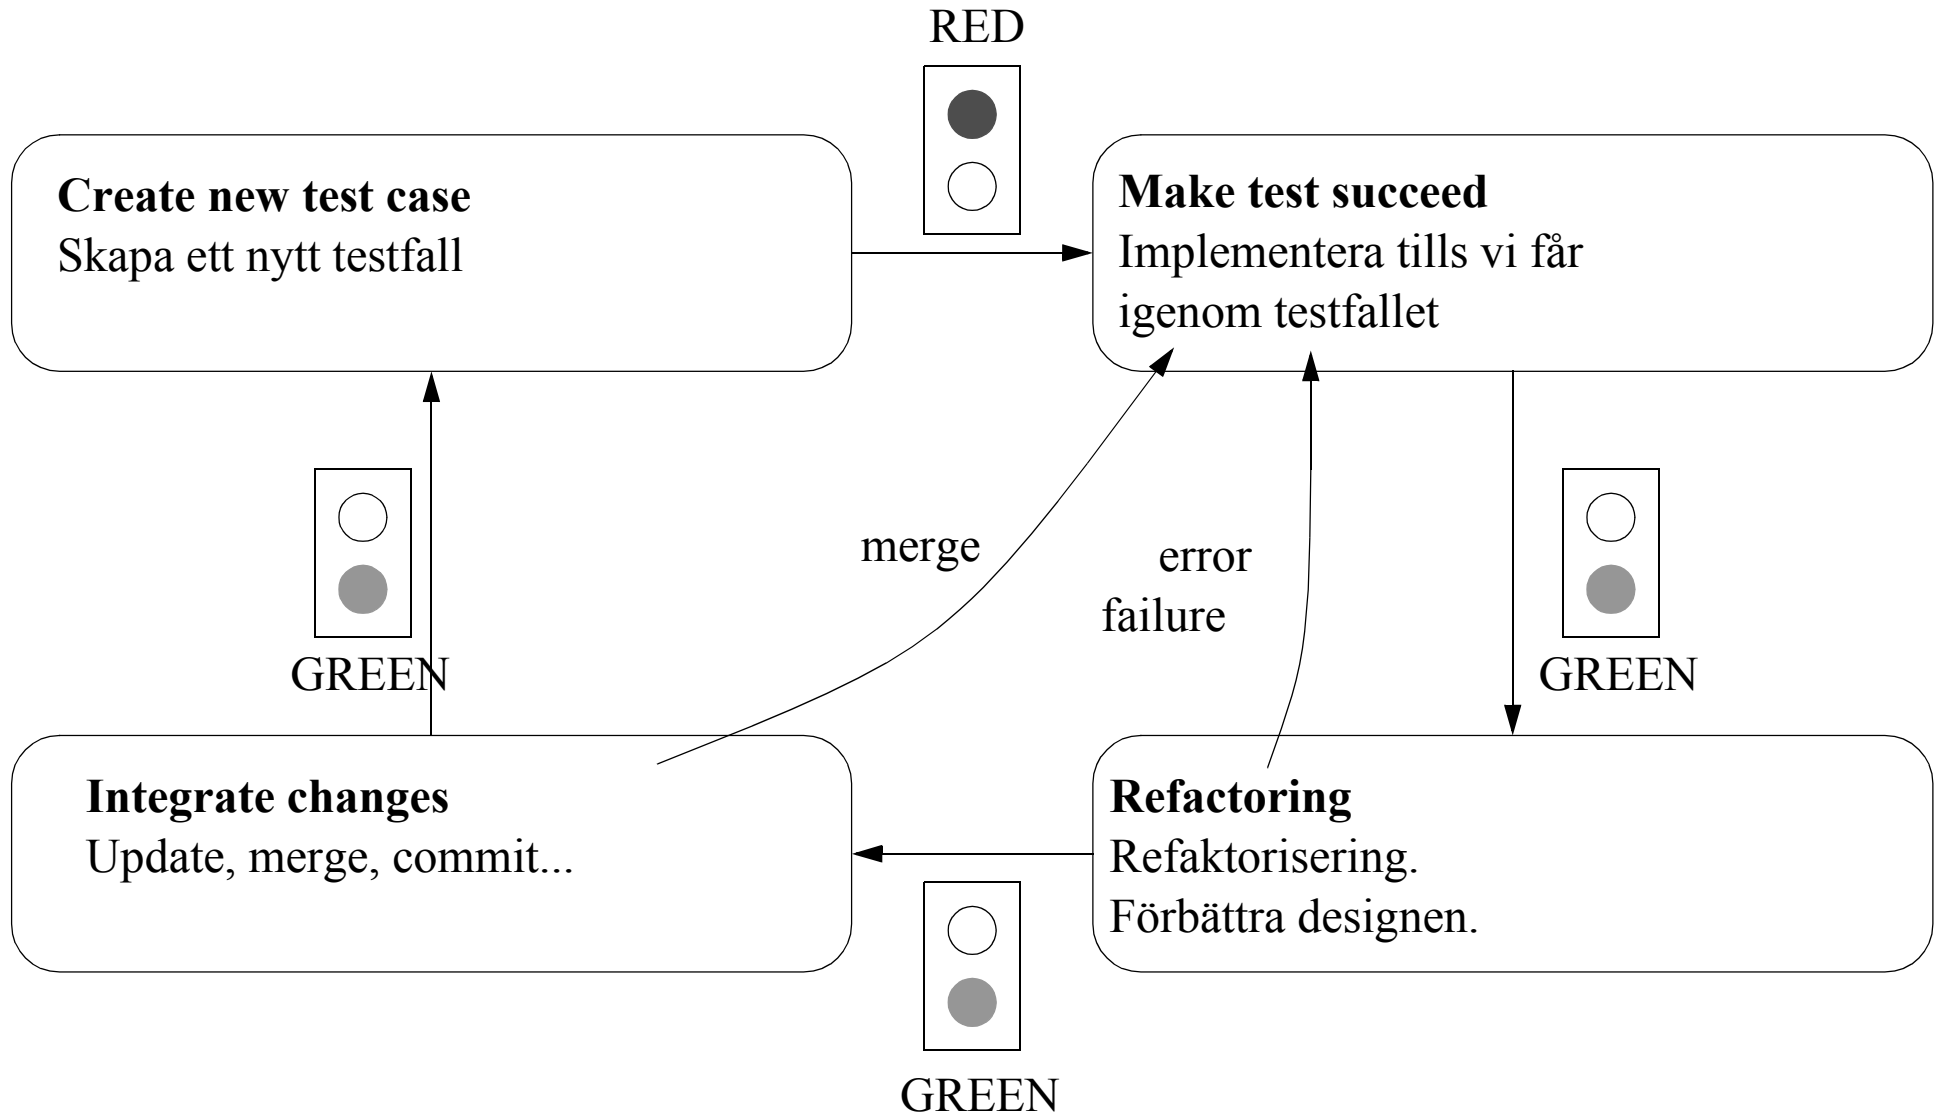 RED
Create new test case
Skapa ett nytt testfall
Make test succeed
Implementera tills vi får
igenom testfallet
merge
error
failure
GREEN
GREEN
Integrate changes
Update, merge, commit...
Refactoring
Refaktorisering.
Förbättra designen.
GREEN